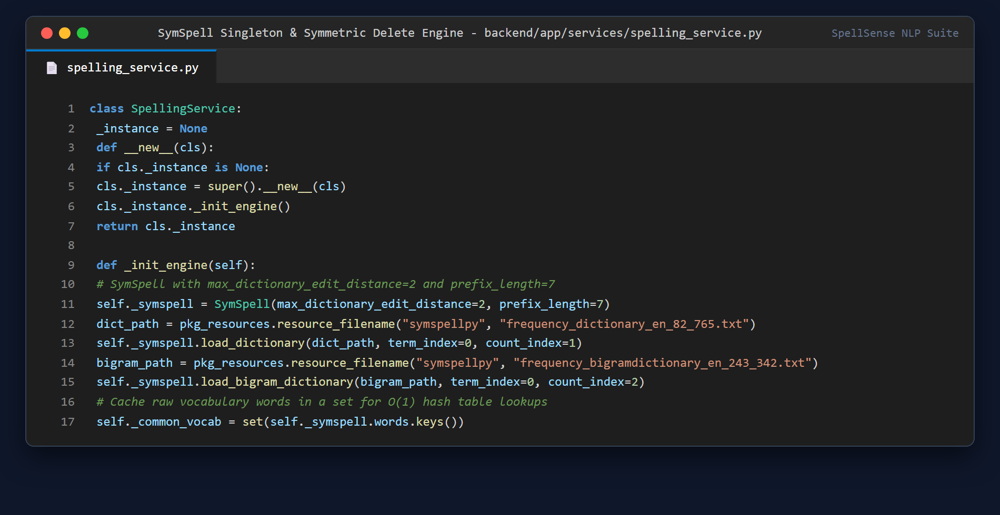 SymSpell Singleton & Symmetric Delete Engine - backend/app/services/spelling_service.py
SpellSense NLP Suite
spelling_service.py
1 class SpellingService:
2 _instance = None
3 def __new__(cls):
4 if cls._instance is None:
5 cls._instance = super().__new__(cls)
6 cls._instance._init_engine()
7 return cls._instance
8
9 def _init_engine(self):
10 # SymSpell with max_dictionary_edit_distance=2 and prefix_length=7
11 self._symspell = SymSpell(max_dictionary_edit_distance=2, prefix_length=7)
12 dict_path = pkg_resources.resource_filename("symspellpy", "frequency_dictionary_en_82_765.txt")
13 self._symspell.load_dictionary(dict_path, term_index=0, count_index=1)
14 bigram_path = pkg_resources.resource_filename("symspellpy", "frequency_bigramdictionary_en_243_342.txt")
15 self._symspell.load_bigram_dictionary(bigram_path, term_index=0, count_index=2)
16 # Cache raw vocabulary words in a set for O(1) hash table lookups
17 self._common_vocab = set(self._symspell.words.keys())